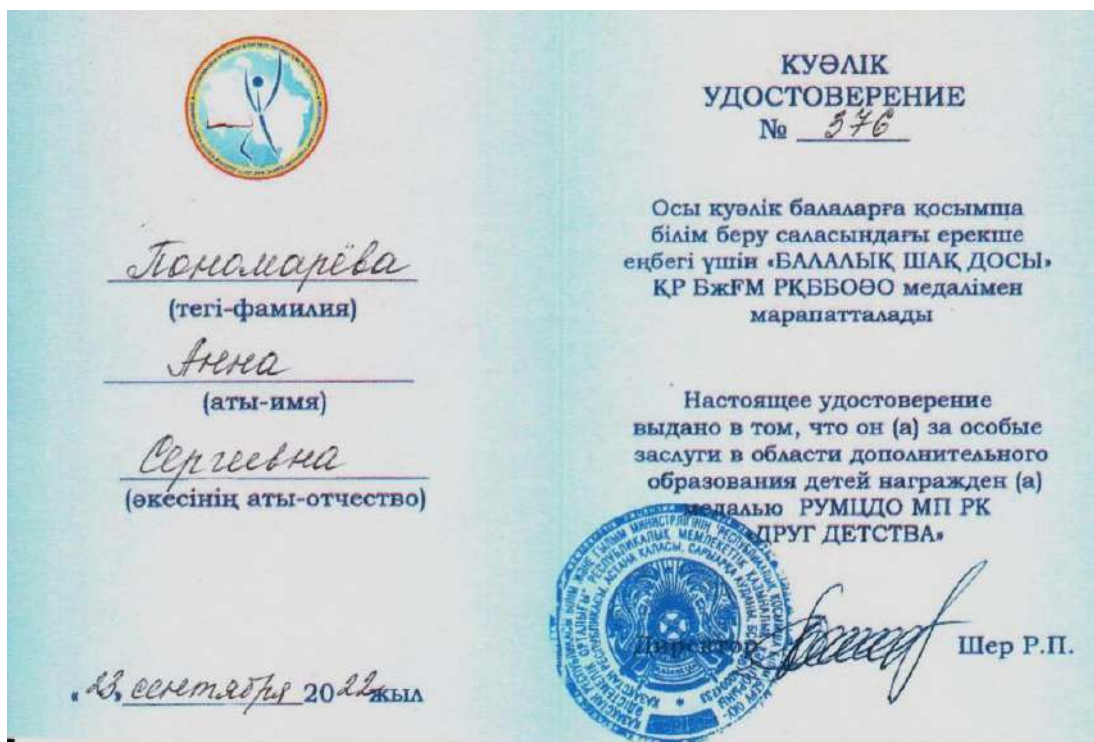 Пономарёва
(тегі-фамилия)
Анна
(аты-имя)
Сергеевна
(әкесінің аты-отчество)
«23» сентября 2022 жыл
КУӘЛІК
УДОСТОВЕРЕНИЕ
№ 376
Осы куәлік балаларға қосымша
білім беру саласындағы ерекше
еңбегі үшін «БАЛАЛЫҚ ШАҚ ДОСЫ»
ҚР БжҒМ РҚББОӘО медалімен
марапатталады
Настоящее удостоверение
выдано в том, что он (а) за особые
заслуги в области дополнительного
образования детей награжден (а)
медалью РУМЦДО МП РК
«ДРУГ ДЕТСТВА»
Директор Шер Р.П.